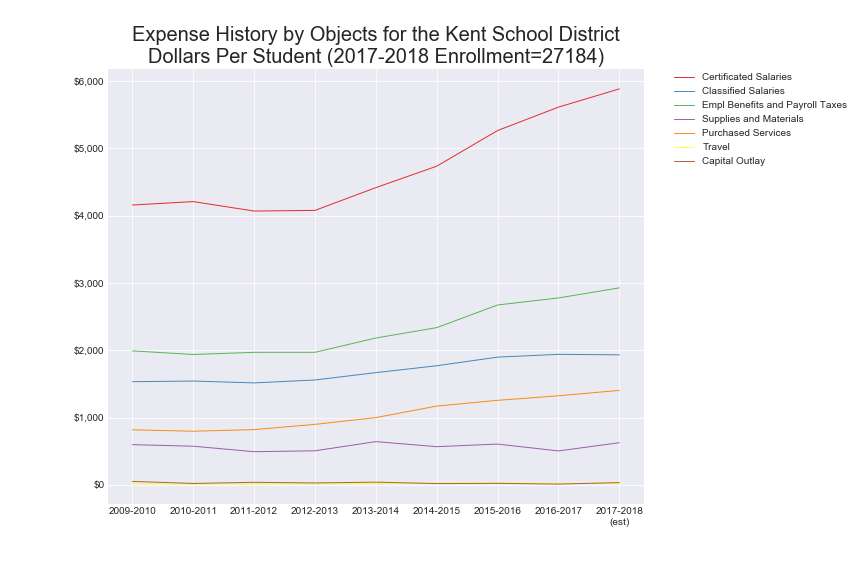 Expense History by Objects for the Kent School District
Dollars Per Student (2017-2018 Enrollment=27184)
$6,000
$5,000
$4,000
$3,000
$2,000
$1,000
$0
2009-2010 2010-2011 2011-2012 2012-2013 2013-2014 2014-2015 2015-2016 2016-2017 2017-2018
(est)
Certificated Salaries
Classified Salaries
Empl Benefits and Payroll Taxes
Supplies and Materials
Purchased Services
Travel
Capital Outlay